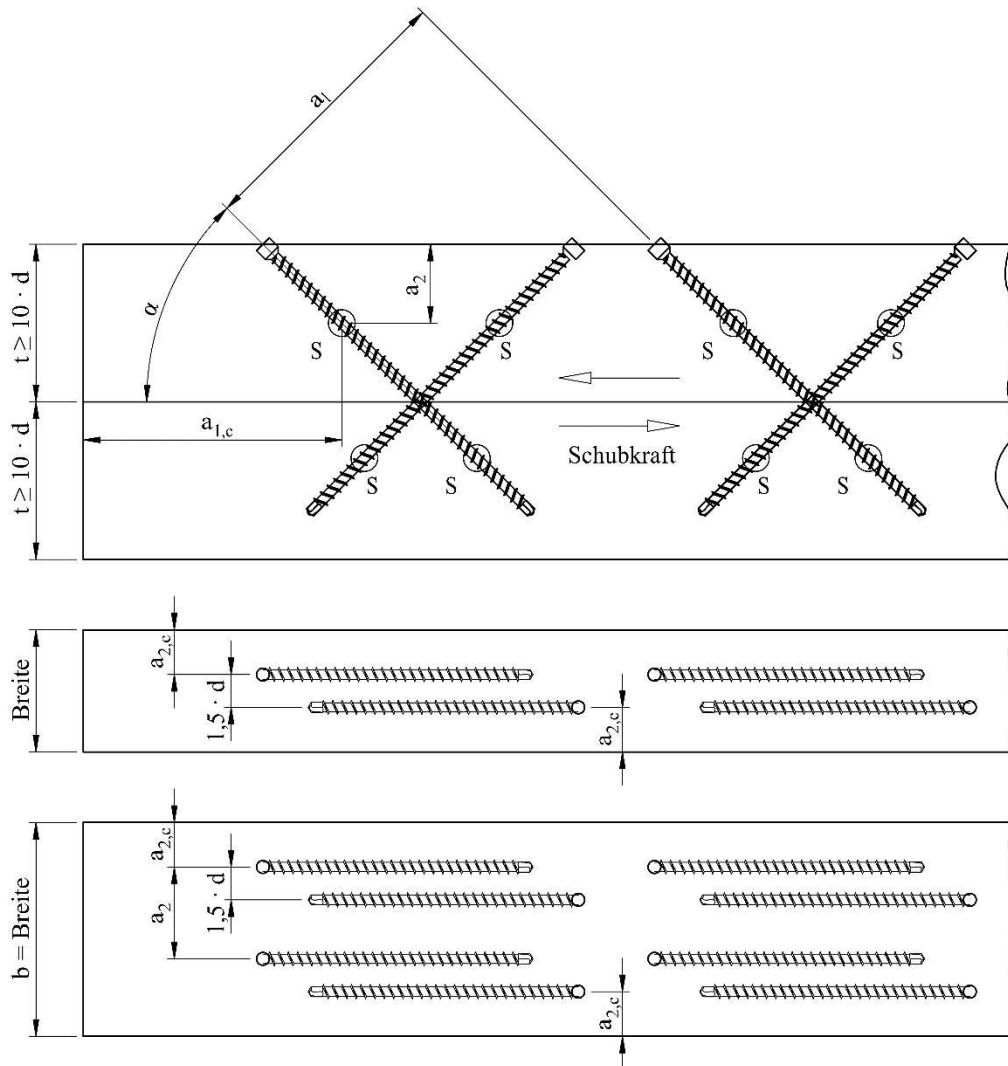 a₁
α
t ≥ 10 · d
a₂
S
S
S
S
a₁,c
Schubkraft
t ≥ 10 · d
S
S
S
S
Breite
a₂,c
1,5 · d
a₂,c
b = Breite
a₂,c
a₂
1,5 · d
a₂,c